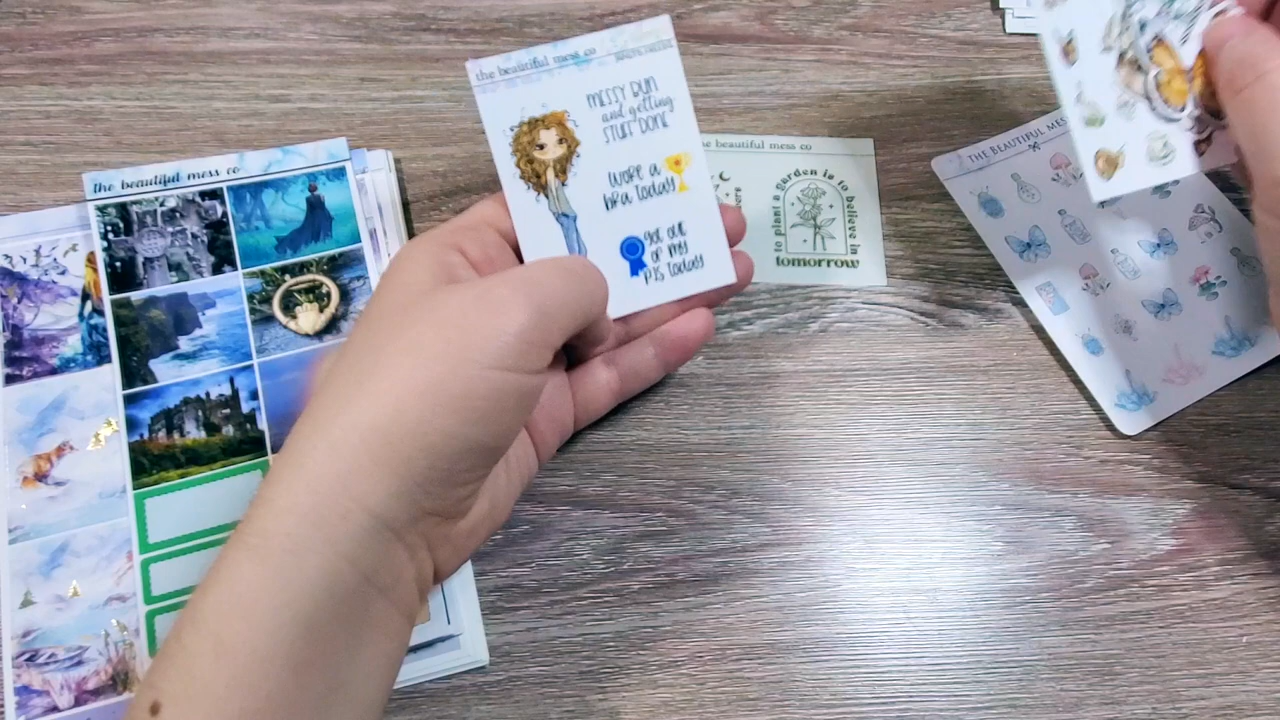 the beautiful mess co
MESSY BUN
and getting
STUFF DONE
wore a
bra today
got out
of my
PJs today
the beautiful mess co
the beautiful mess co
to plant a garden is to believe in
tomorrow
THE BEAUTIFUL MESS